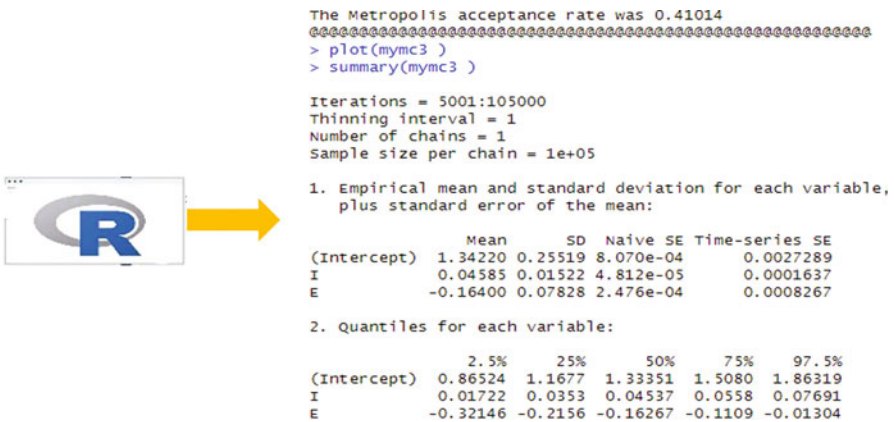 The Metropolis acceptance rate was 0.41014
@@@@@@@@@@@@@@@@@@@@@@@@@@@@@@@@@@@@@@@@@@@@@@@@@@@@@@@@@
> plot(mymc3 )
> summary(mymc3 )
Iterations = 5001:105000
Thinning interval = 1
Number of chains = 1
Sample size per chain = 1e+05
1. Empirical mean and standard deviation for each variable,
plus standard error of the mean:
Mean SD Naive SE Time-series SE
(Intercept) 1.34220 0.25519 8.070e-04 0.0027289
I 0.04585 0.01522 4.812e-05 0.0001637
E -0.16400 0.07828 2.476e-04 0.0008267
2. Quantiles for each variable:
2.5% 25% 50% 75% 97.5%
(Intercept) 0.86524 1.1677 1.33351 1.5080 1.86319
I 0.01722 0.0353 0.04537 0.0558 0.07691
E -0.32146 -0.2156 -0.16267 -0.1109 -0.01304
R